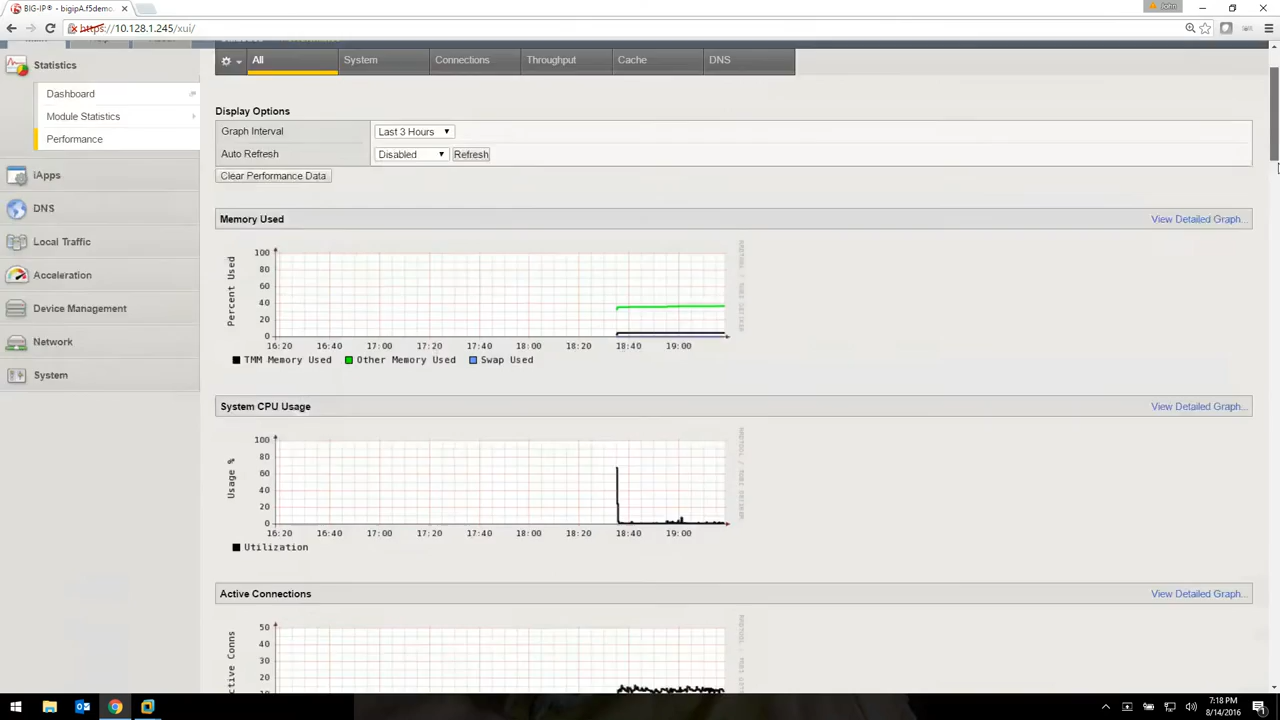 BIG-IP® - bigipA.f5demo.
John
https://10.128.1.245/xui/
Statistics
Dashboard
Module Statistics
Performance
iApps
DNS
Local Traffic
Acceleration
Device Management
Network
System
All
System
Connections
Throughput
Cache
DNS
Display Options
Graph Interval
Last 3 Hours
Auto Refresh
Disabled
Refresh
Clear Performance Data
Memory Used
View Detailed Graph...
Percent Used
100
80
60
40
20
0
16:20 16:40 17:00 17:20 17:40 18:00 18:20 18:40 19:00
TMM Memory Used Other Memory Used Swap Used
System CPU Usage
View Detailed Graph...
Usage %
100
80
60
40
20
0
16:20 16:40 17:00 17:20 17:40 18:00 18:20 18:40 19:00
Utilization
Active Connections
View Detailed Graph...
Conns
50
40
30
10
7:18 PM
8/14/2016